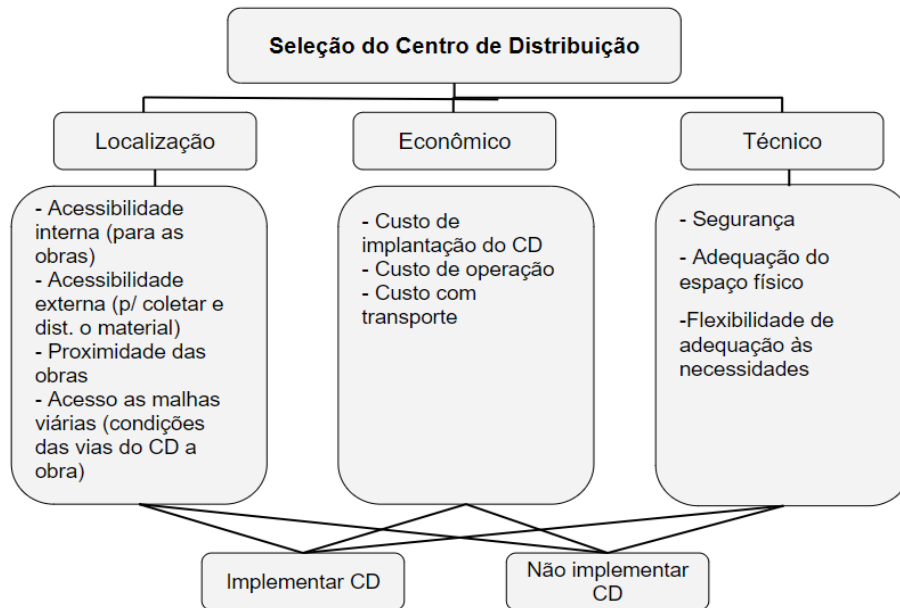 Seleção do Centro de Distribuição
Localização
Econômico
Técnico
- Acessibilidade
interna (para as
obras)
- Acessibilidade
externa (p/ coletar e
dist. o material)
- Proximidade das
obras
- Acesso as malhas
viárias (condições
das vias do CD a
obra)
- Custo de
implantação do CD
- Custo de operação
- Custo com
transporte
- Segurança
- Adequação do
espaço físico
-Flexibilidade de
adequação às
necessidades
Implementar CD
Não implementar
CD